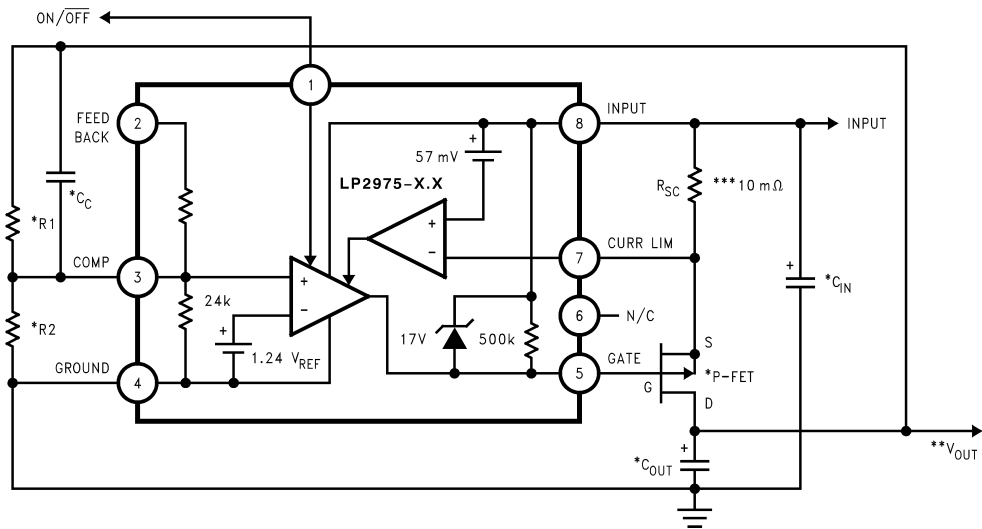 ON/OFF
1
FEED
BACK
2
8
INPUT
INPUT
+
57 mV
*C_C
LP2975-X.X
R_SC
***10 mΩ
*R1
+
-
CURR LIM
7
COMP
3
+
-
+
*C_IN
24k
*R2
6
N/C
+
1.24 V_REF
17V
500k
GROUND
4
5
GATE
S
*P-FET
G
D
+
*C_OUT
**V_OUT